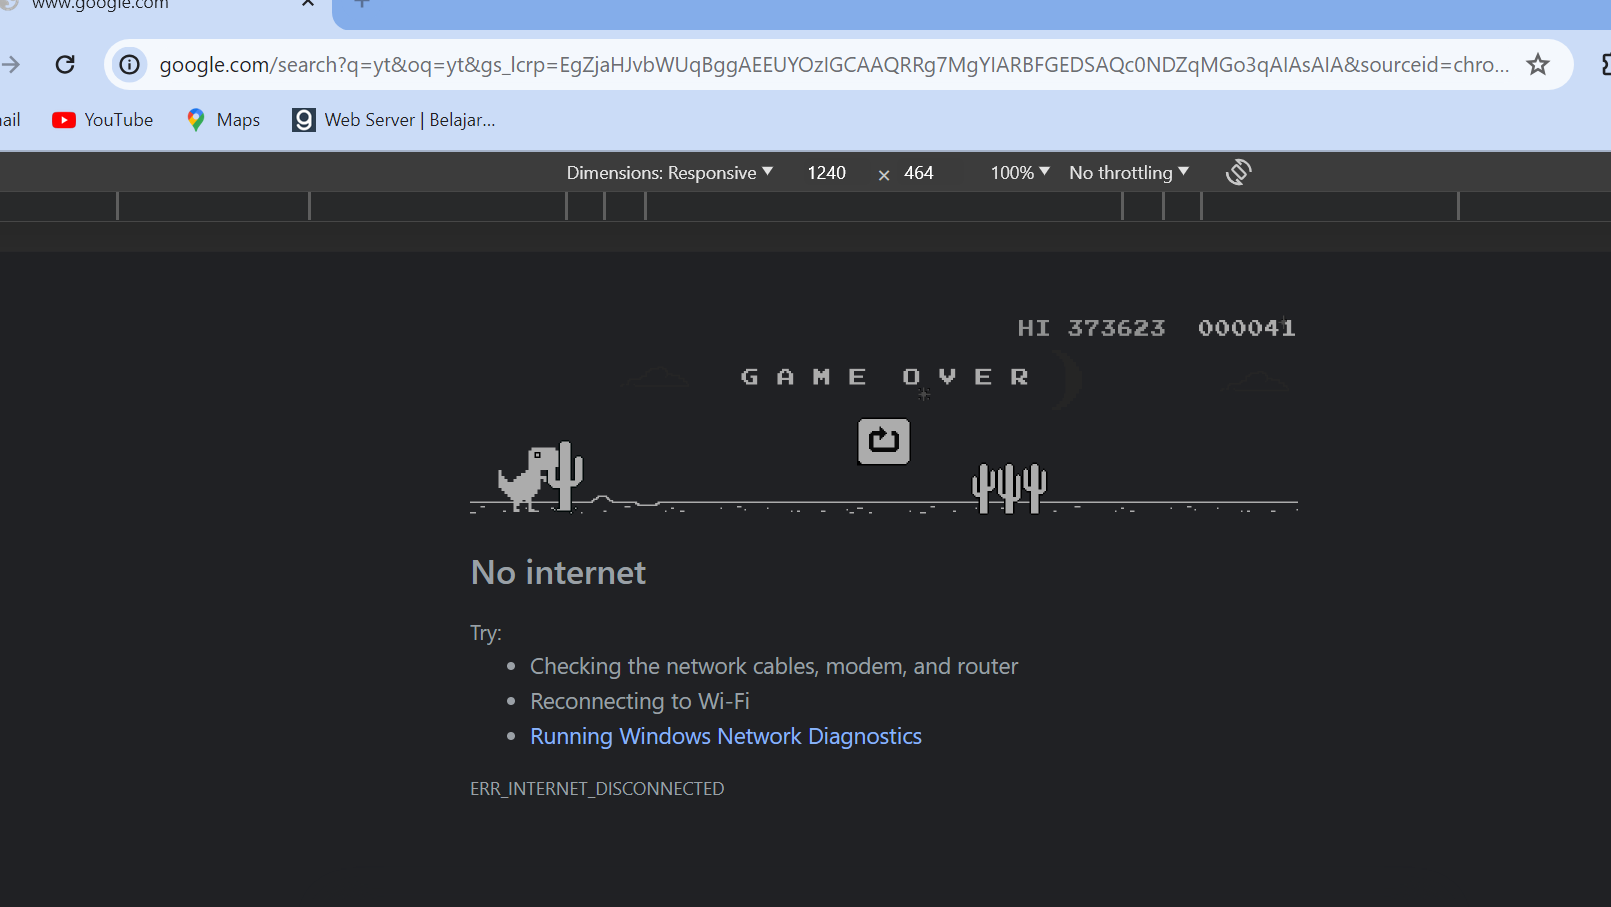 www.google.com
google.com/search?q=yt&oq=yt&gs_lcrp=EgZjaHJvbWUqBggAEEUYOzIGCAAQRRg7MgYIARBFGEDSAQc0NDZqMGo3qAIAsAIA&sourceid=chro...
ail YouTube Maps Web Server | Belajar...
Dimensions: Responsive 1240 × 464 100% No throttling
HI 373623 000041
GAME OVER
No internet
Try:
• Checking the network cables, modem, and router
• Reconnecting to Wi-Fi
• Running Windows Network Diagnostics
ERR_INTERNET_DISCONNECTED